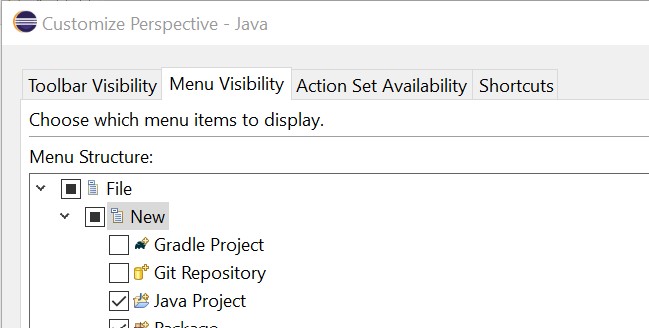 Customize Perspective - Java
Toolbar Visibility Menu Visibility Action Set Availability Shortcuts
Choose which menu items to display.
Menu Structure:
File
New
Gradle Project
Git Repository
Java Project
Package